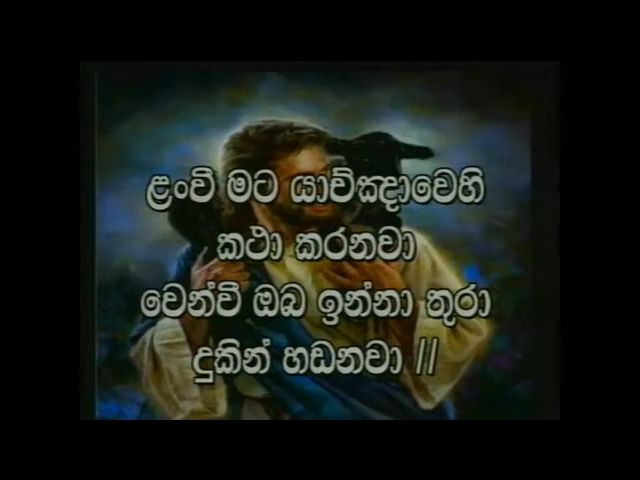 ළංවී මට යාච්ඤාවෙහි
කථා කරනවා
වෙන්වී ඔබ ඉන්නා තුරා
දුකින් හඬනවා //